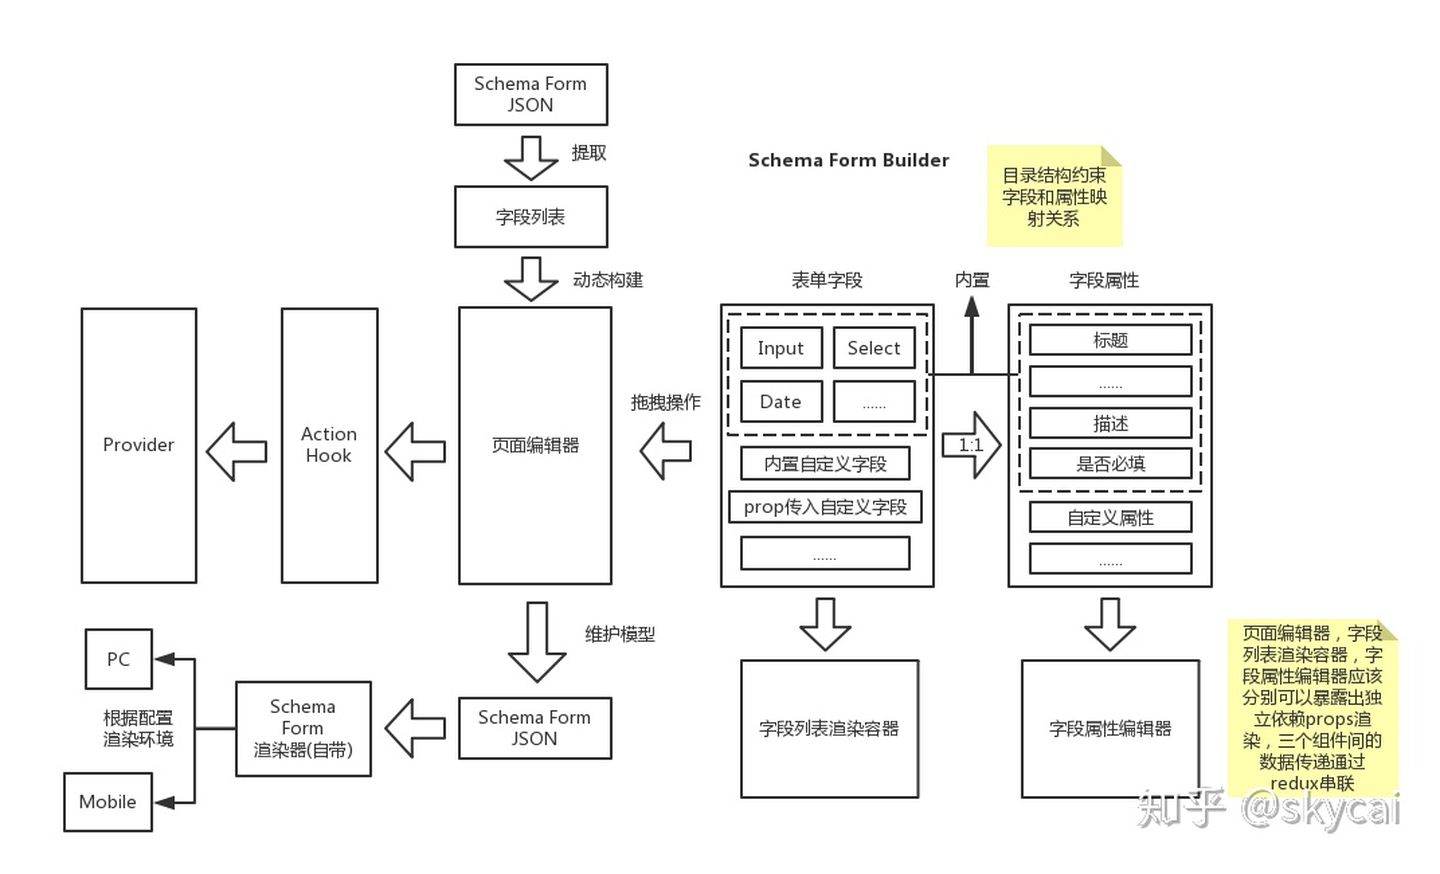 Schema Form
JSON
提取
字段列表
动态构建
Schema Form Builder
目录结构约束
字段和属性映
射关系
表单字段
内置
字段属性
Provider
Action
Hook
页面编辑器
拖拽操作
Input
Select
Date
......
内置自定义字段
prop传入自定义字段
......
1:1
标题
......
描述
是否必填
自定义属性
......
维护模型
PC
根据配置
渲染环境
Mobile
Schema
Form
渲染器(自带)
Schema Form
JSON
字段列表渲染容器
字段属性编辑器
页面编辑器，字段
列表渲染容器，字
段属性编辑器应该
分别可以暴露出独
立依赖props渲
染，三个组件间的
数据传递通过
redux串联
知乎 @skycai